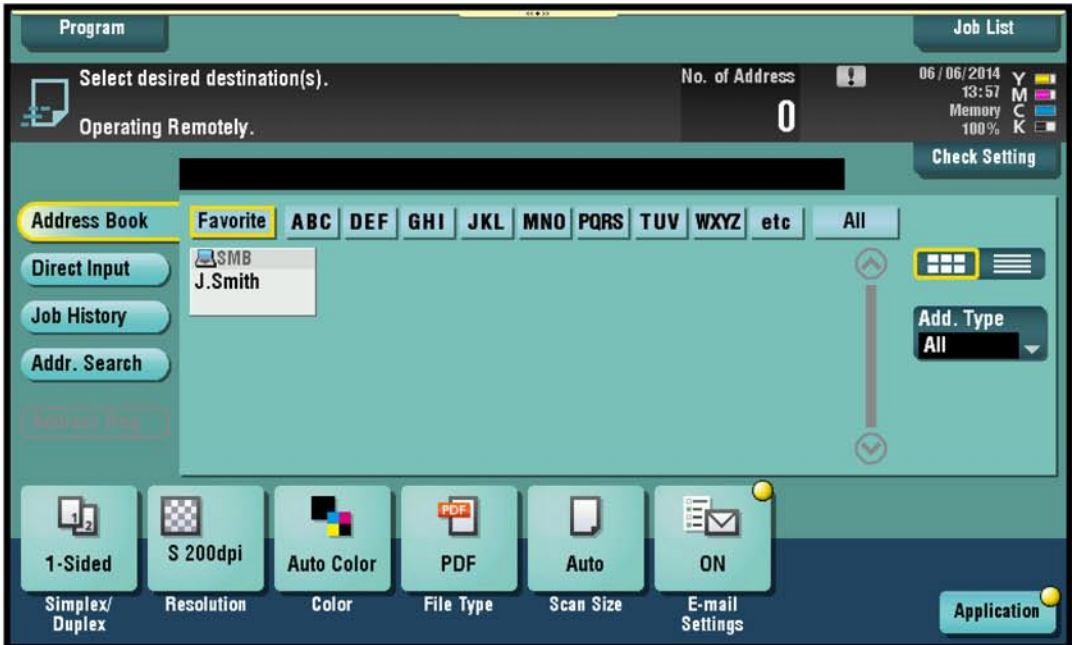 Program
Job List
Select desired destination(s).
Operating Remotely.
No. of Address
0
06/06/2014
13:57
Memory
100%
Y
M
C
K
Check Setting
Address Book
Favorite ABC DEF GHI JKL MNO PQRS TUV WXYZ etc All
SMB
J.Smith
Direct Input
Job History
Addr. Search
Add. Type
All
1-Sided
S 200dpi
Auto Color
PDF
PDF
Auto
ON
Simplex/
Duplex
Resolution
Color
File Type
Scan Size
E-mail
Settings
Application